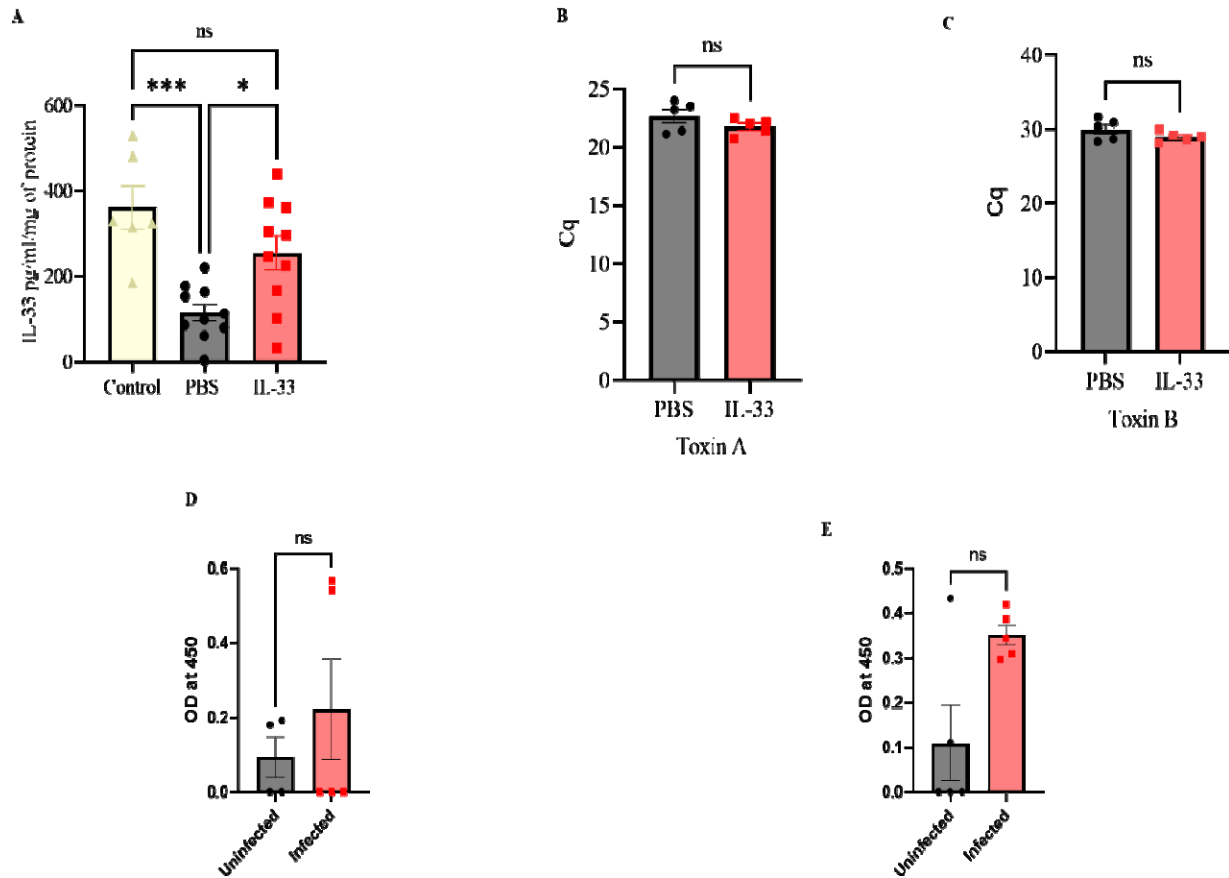 A
ns
***
*
IL-33 pg/ml/mg of protein
600
400
200
0
Control
PBS
IL-33
B
ns
Cq
25
20
15
10
5
0
PBS
IL-33
Toxin A
C
ns
Cq
40
30
20
10
0
PBS
IL-33
Toxin B
D
ns
OD at 450
0.6
0.4
0.2
0.0
Uninfected
Infected
E
ns
OD at 450
0.5
0.4
0.3
0.2
0.1
0.0
Uninfected
Infected